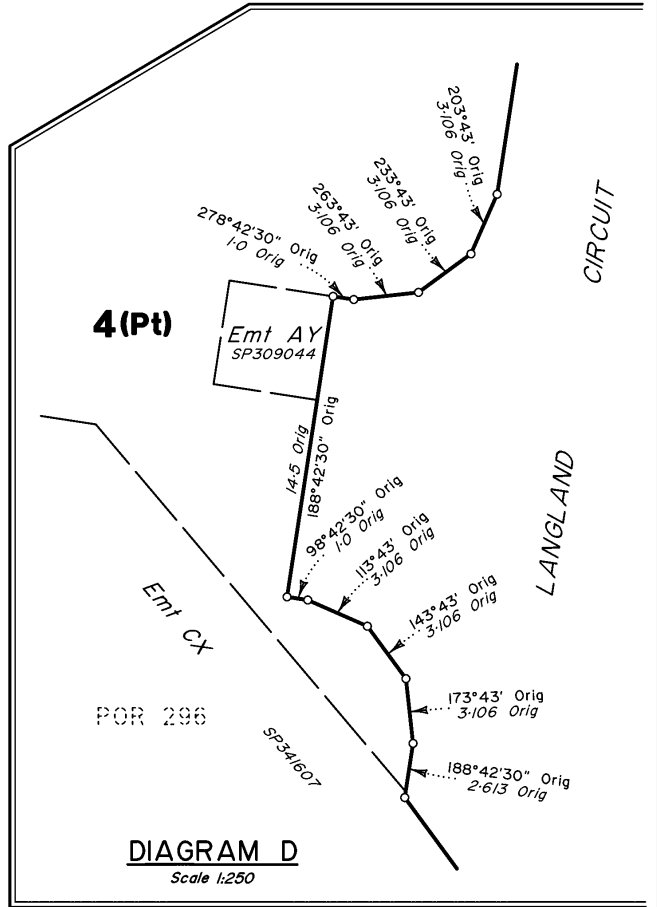 203°43'
3·106 Orig
233°43'
3·106 Orig
263°43'
3·106 Orig
278°42'30" Orig
1·0 Orig
CIRCUIT
4(Pt)
Emt AY
SP309044
14·5 Orig
188°42'30" Orig
98°42'30" Orig
1·0 Orig
113°43' Orig
3·106 Orig
LANGLAND
143°43' Orig
3·106 Orig
Emt CX
173°43' Orig
3·106 Orig
POR 296
SP341607
188°42'30" Orig
2·613 Orig
DIAGRAM D
Scale 1:250